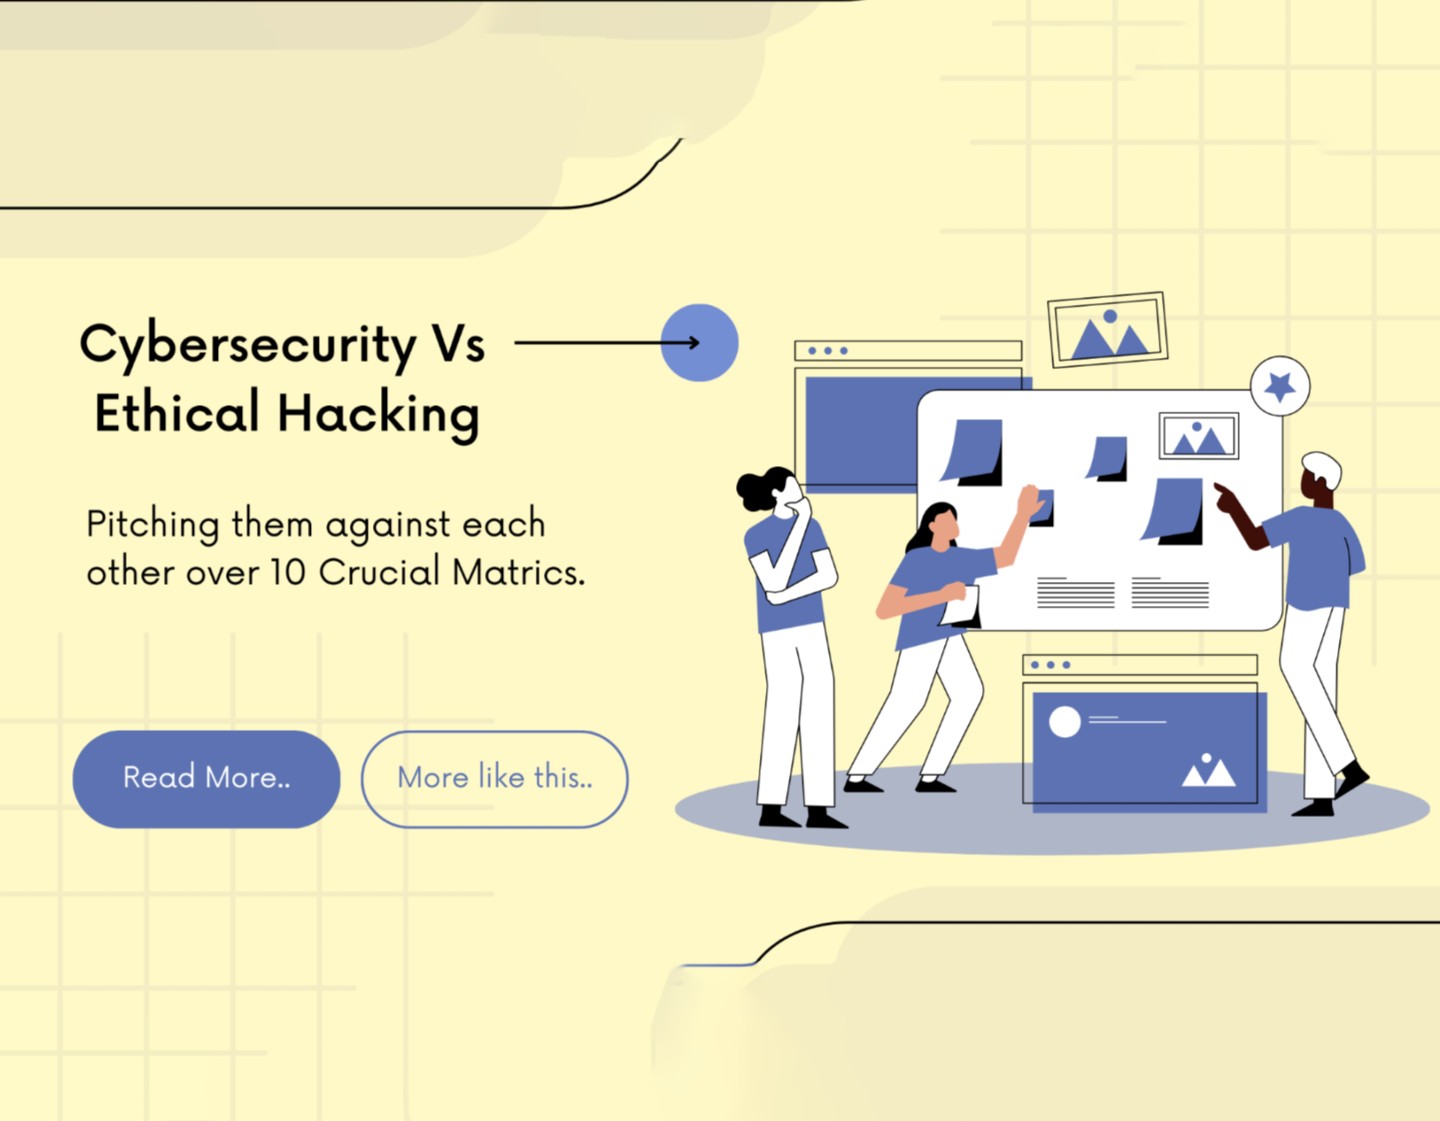 Cybersecurity Vs
Ethical Hacking
Pitching them against each
other over 10 Crucial Matrics.
Read More..
More like this..